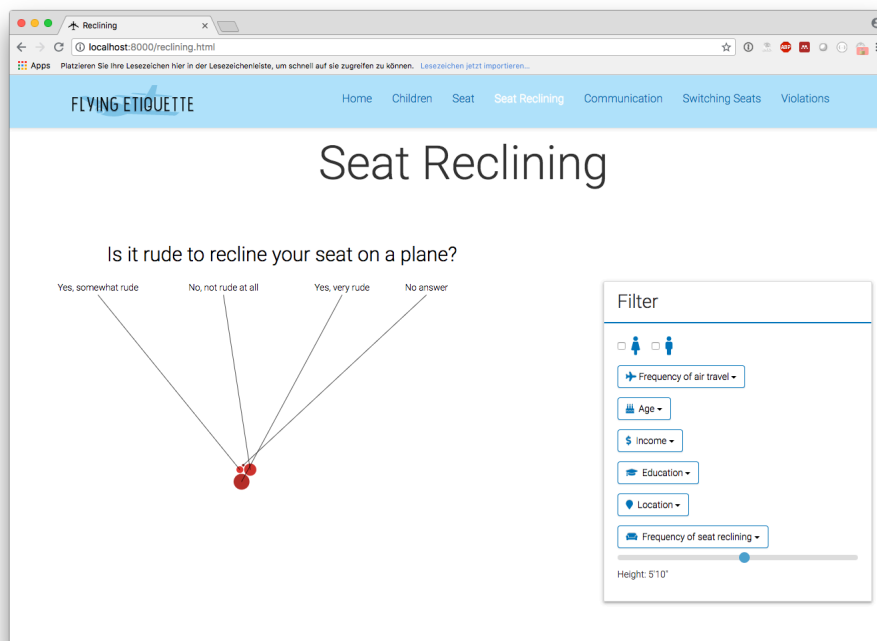 Reclining
localhost:8000/reclining.html
ABP
Apps Platzieren Sie Ihre Lesezeichen hier in der Lesezeichenleiste, um schnell auf sie zugreifen zu können. Lesezeichen jetzt importieren...
FLYING ETIQUETTE
Home Children Seat Seat Reclining Communication Switching Seats Violations
Seat Reclining
Is it rude to recline your seat on a plane?
Yes, somewhat rude No, not rude at all Yes, very rude No answer
Filter
Frequency of air travel
Age
$ Income
Education
Location
Frequency of seat reclining
Height: 5'10"